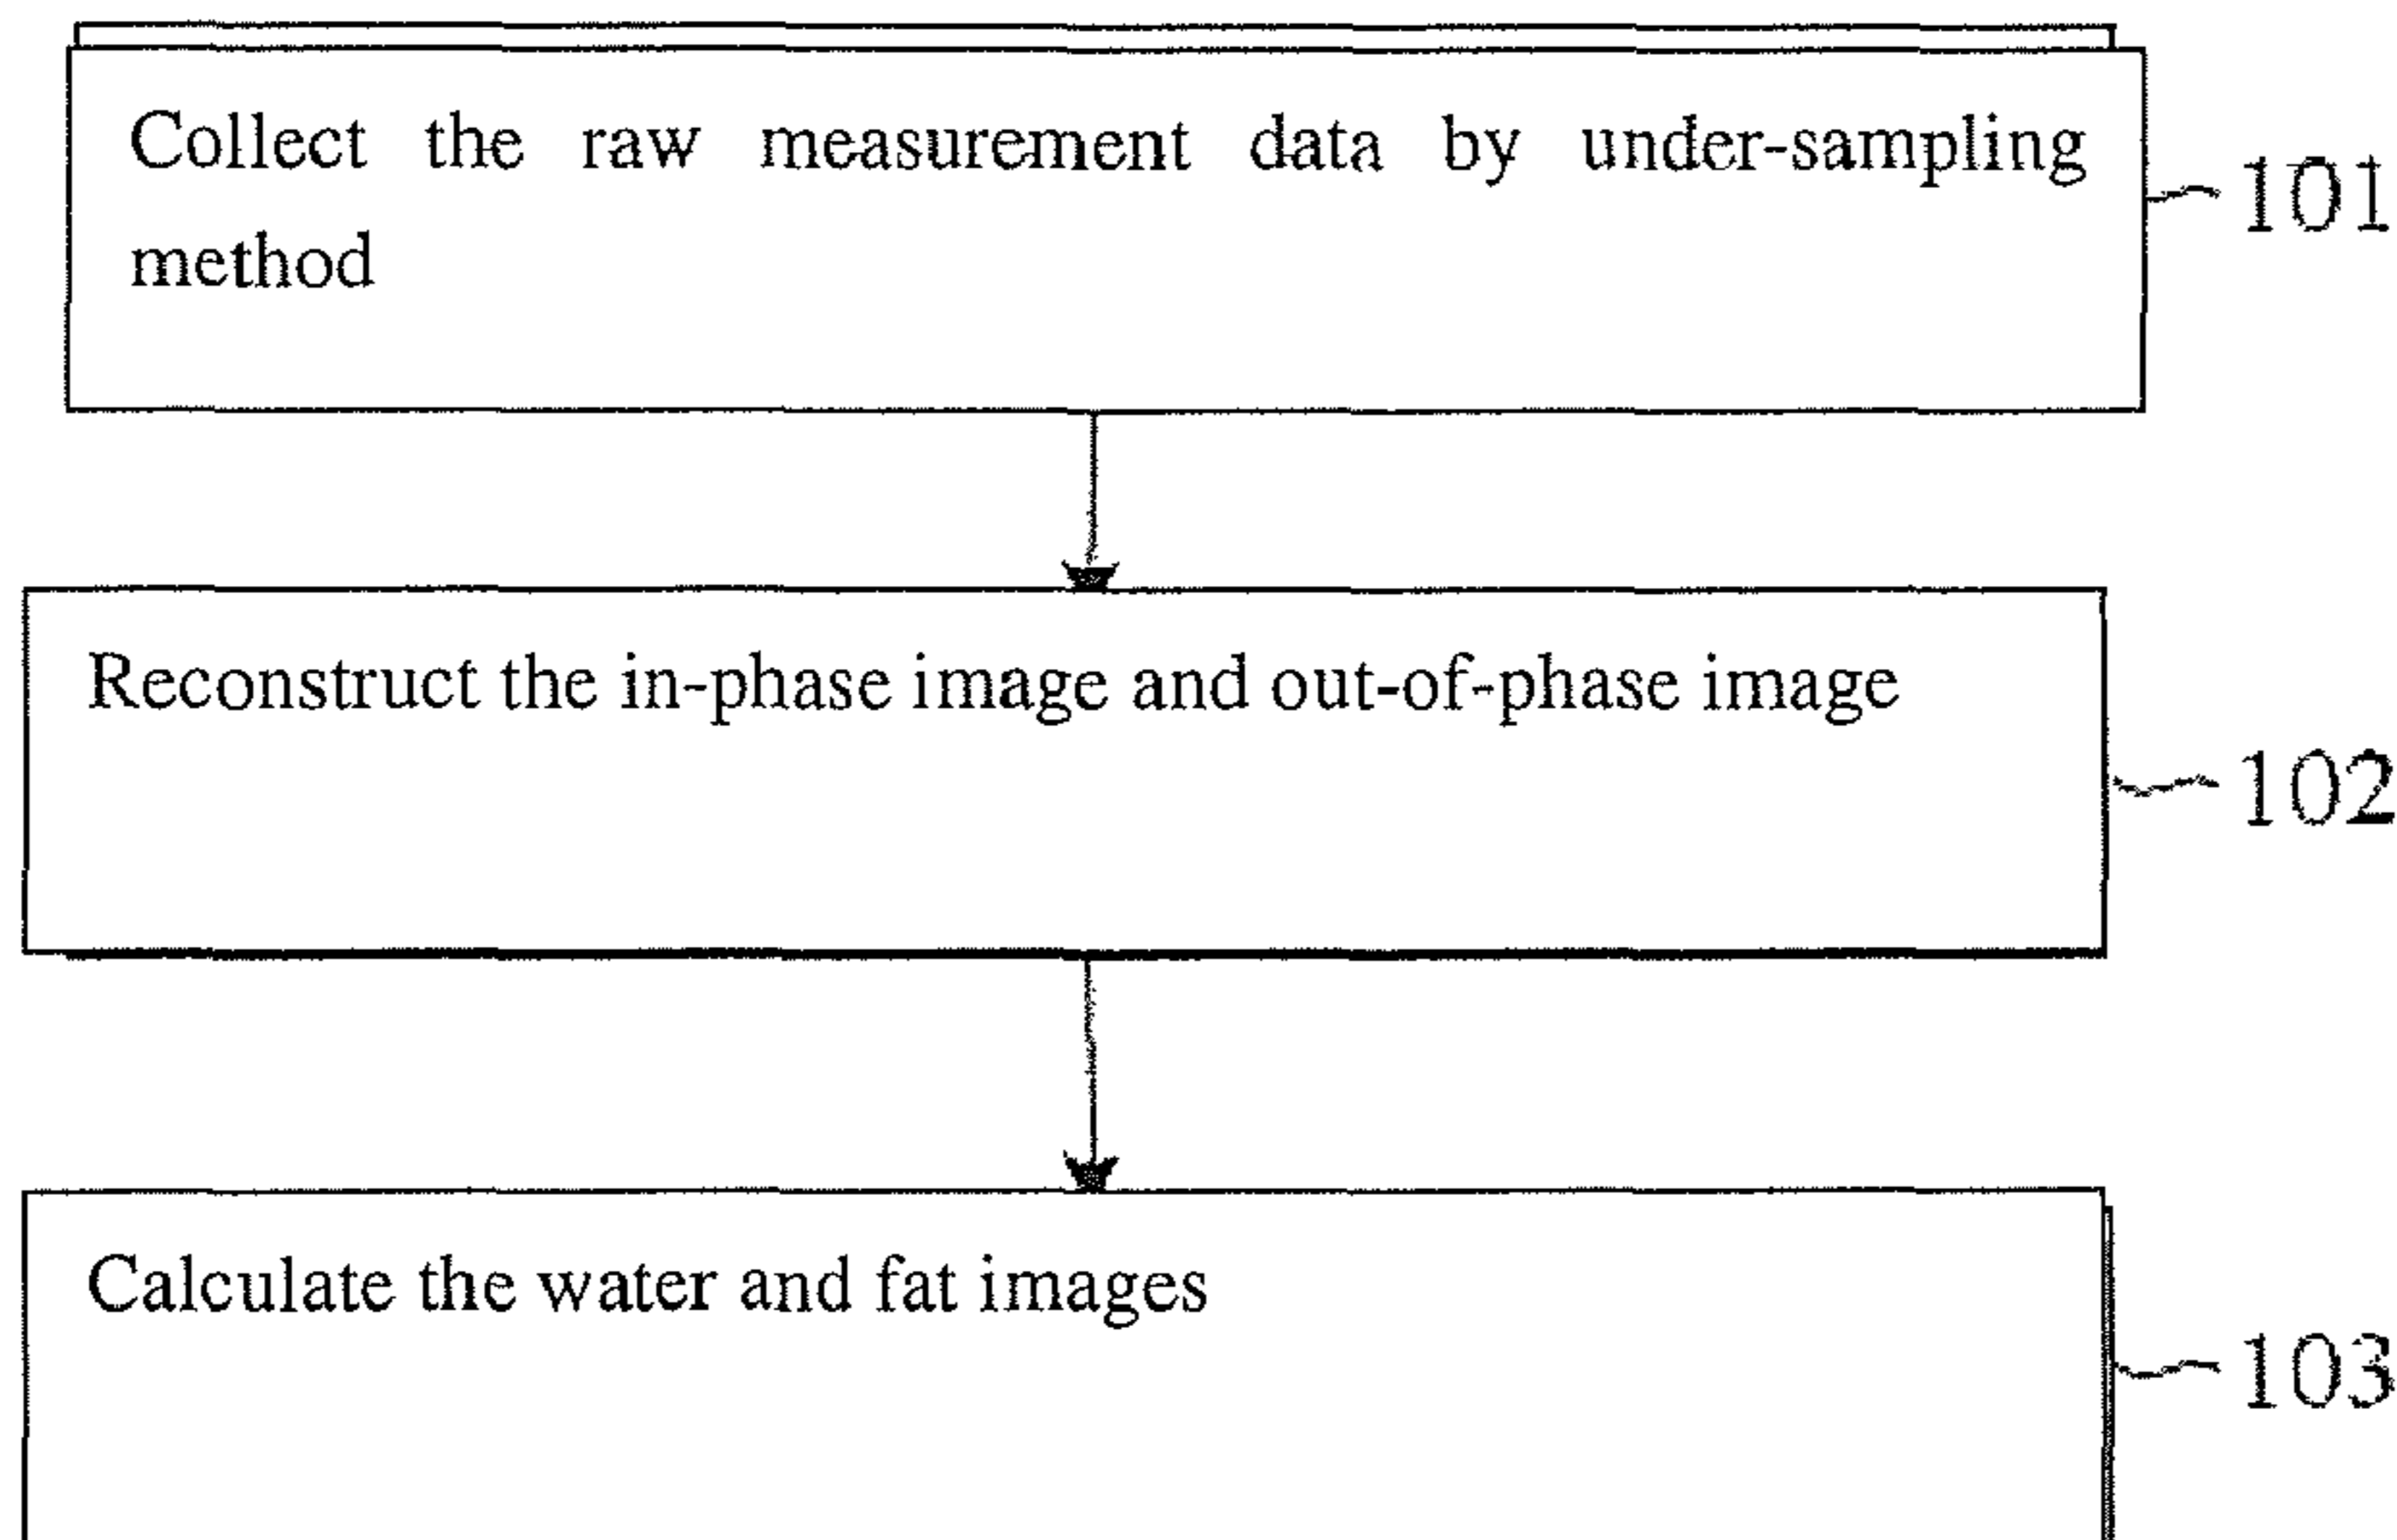 Collect the raw measurement data by under-sampling
method
101
Reconstruct the in-phase image and out-of-phase image
102
Calculate the water and fat images
103